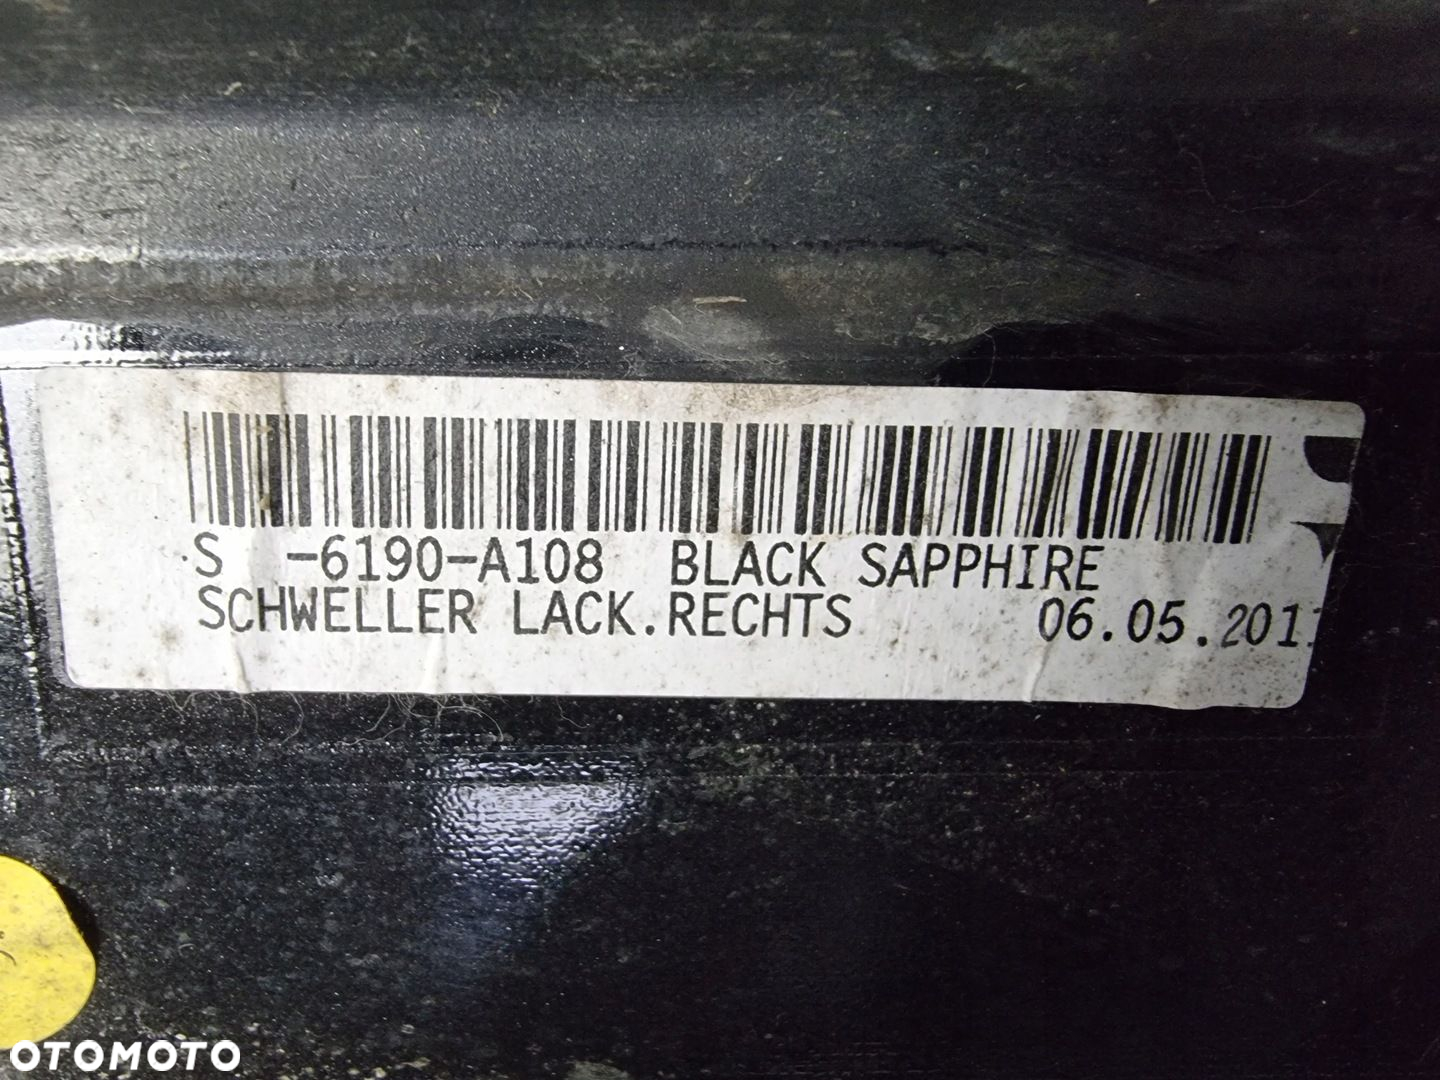 S -6190-A108 BLACK SAPPHIRE
SCHWELLER LACK.RECHTS 06.05.201
OTOMOTO